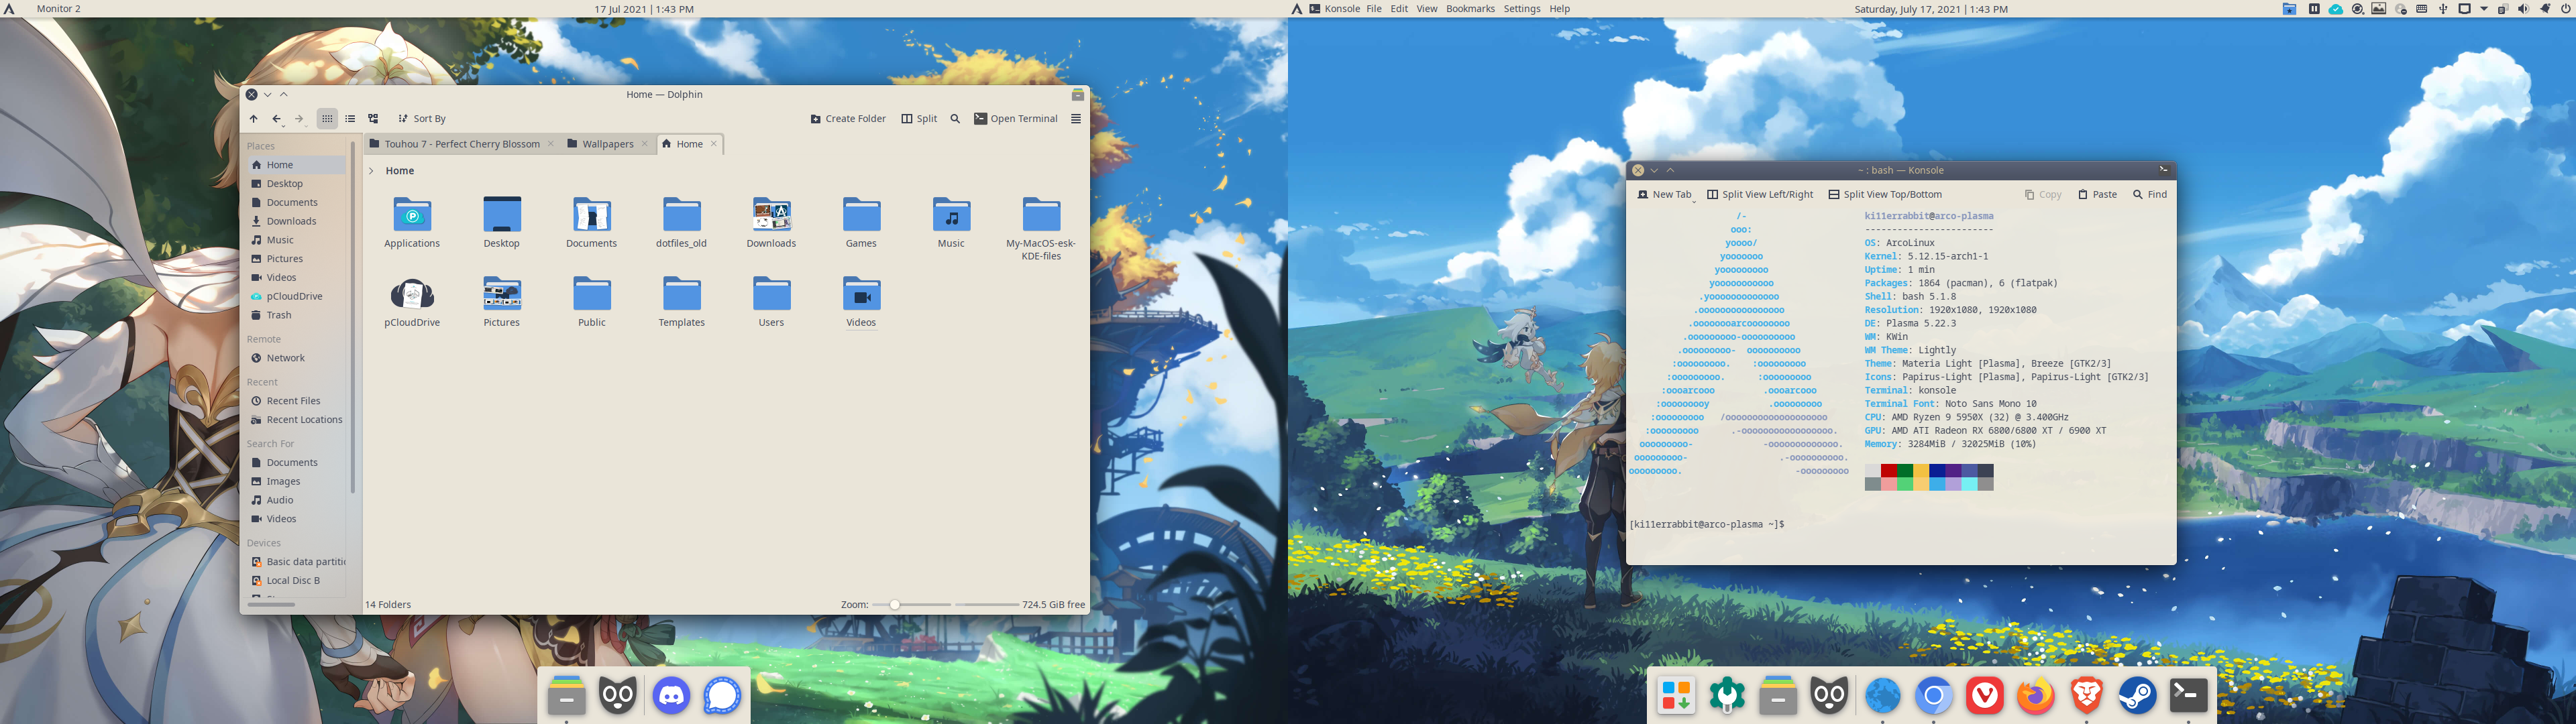 Monitor 2
17 Jul 2021 | 1:43 PM
Home — Dolphin
Sort By
Create Folder
Split
Open Terminal
Places
Home
Desktop
Documents
Downloads
Music
Pictures
Videos
pCloudDrive
Trash
Remote
Network
Recent
Recent Files
Recent Locations
Search For
Documents
Images
Audio
Videos
Devices
Basic data partitic
Local Disc B
Touhou 7 - Perfect Cherry Blossom
Wallpapers
Home
Home
Applications
Desktop
Documents
dotfiles_old
Downloads
Games
Music
My-MacOS-esk-
KDE-files
pCloudDrive
Pictures
Public
Templates
Users
Videos
14 Folders
Zoom:
724.5 GiB free
Konsole File Edit View Bookmarks Settings Help
Saturday, July 17, 2021 | 1:43 PM
~ : bash — Konsole
New Tab
Split View Left/Right
Split View Top/Bottom
Copy
Paste
Find
ki11errabbit@arco-plasma
------------------------
OS: ArcoLinux
Kernel: 5.12.15-arch1-1
Uptime: 1 min
Packages: 1864 (pacman), 6 (flatpak)
Shell: bash 5.1.8
Resolution: 1920x1080, 1920x1080
DE: Plasma 5.22.3
WM: KWin
WM Theme: Lightly
Theme: Materia Light [Plasma], Breeze [GTK2/3]
Icons: Papirus-Light [Plasma], Papirus-Light [GTK2/3]
Terminal: konsole
Terminal Font: Noto Sans Mono 10
CPU: AMD Ryzen 9 5950X (32) @ 3.400GHz
GPU: AMD ATI Radeon RX 6800/6800 XT / 6900 XT
Memory: 3284MiB / 32025MiB (10%)
[ki11errabbit@arco-plasma ~]$